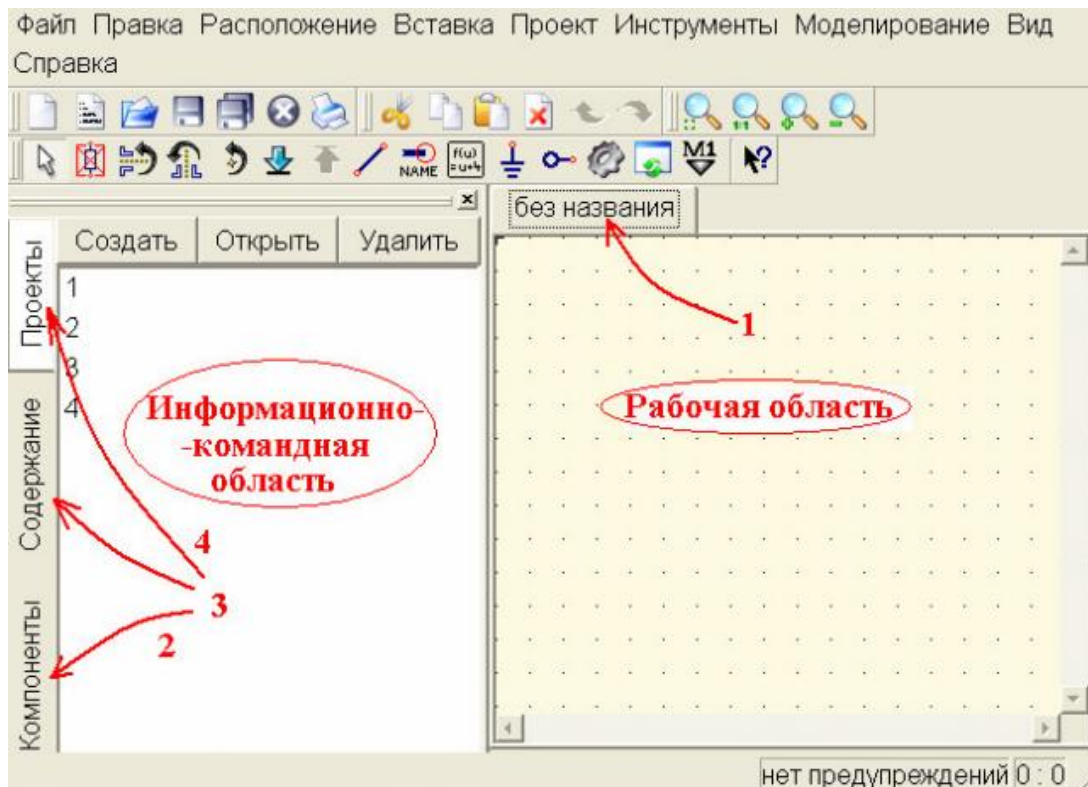 Файл Правка Расположение Вставка Проект Инструменты Моделирование Вид
Справка
NAME
f(u)
=u+4
M1
без названия
Создать Открыть Удалить
Проекты
Содержание
Компоненты
1
2
3
4
Информационно-
-командная
область
1
Рабочая область
4
3
2
нет предупреждений 0 : 0